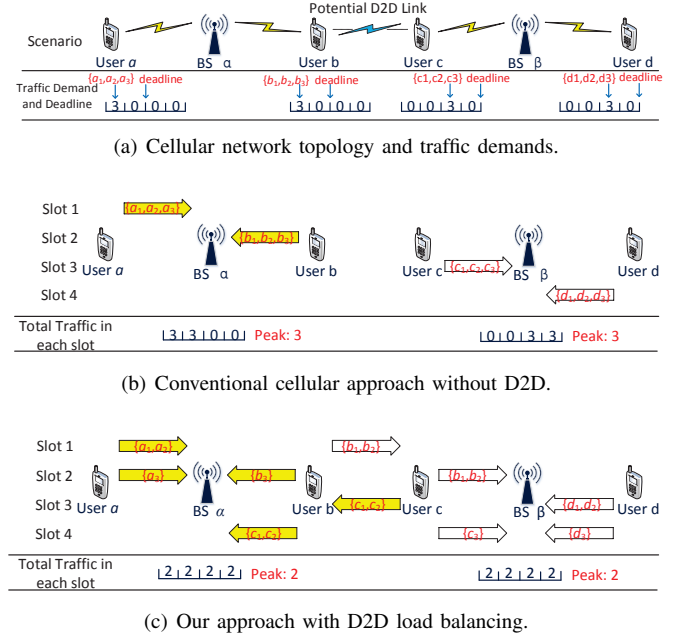 Potential D2D Link
Scenario
User a BS α User b User c BS β User d
{a1,a2,a3} deadline {b1,b2,b3} deadline {c1,c2,c3} deadline {d1,d2,d3} deadline
Traffic Demand
and Deadline
3 0 0 0 3 0 0 0 0 0 3 0 0 0 3 0
(a) Cellular network topology and traffic demands.
Slot 1 {a1,a2,a3}
Slot 2 {b1,b2,b3}
User a BS α User b User c BS β User d
Slot 3 {c1,c2,c3}
Slot 4 {d1,d2,d3}
Total Traffic in
each slot
3 3 0 0 Peak: 3 0 0 3 3 Peak: 3
(b) Conventional cellular approach without D2D.
Slot 1 {a1,a2} {b1,b2}
Slot 2 {a3} {b3} {b1,b2}
User a BS α User b User c BS β User d
Slot 3 {c1,c2} {d1,d2}
Slot 4 {c1,c2} {c3} {d3}
Total Traffic in
each slot
2 2 2 2 Peak: 2 2 2 2 2 Peak: 2
(c) Our approach with D2D load balancing.